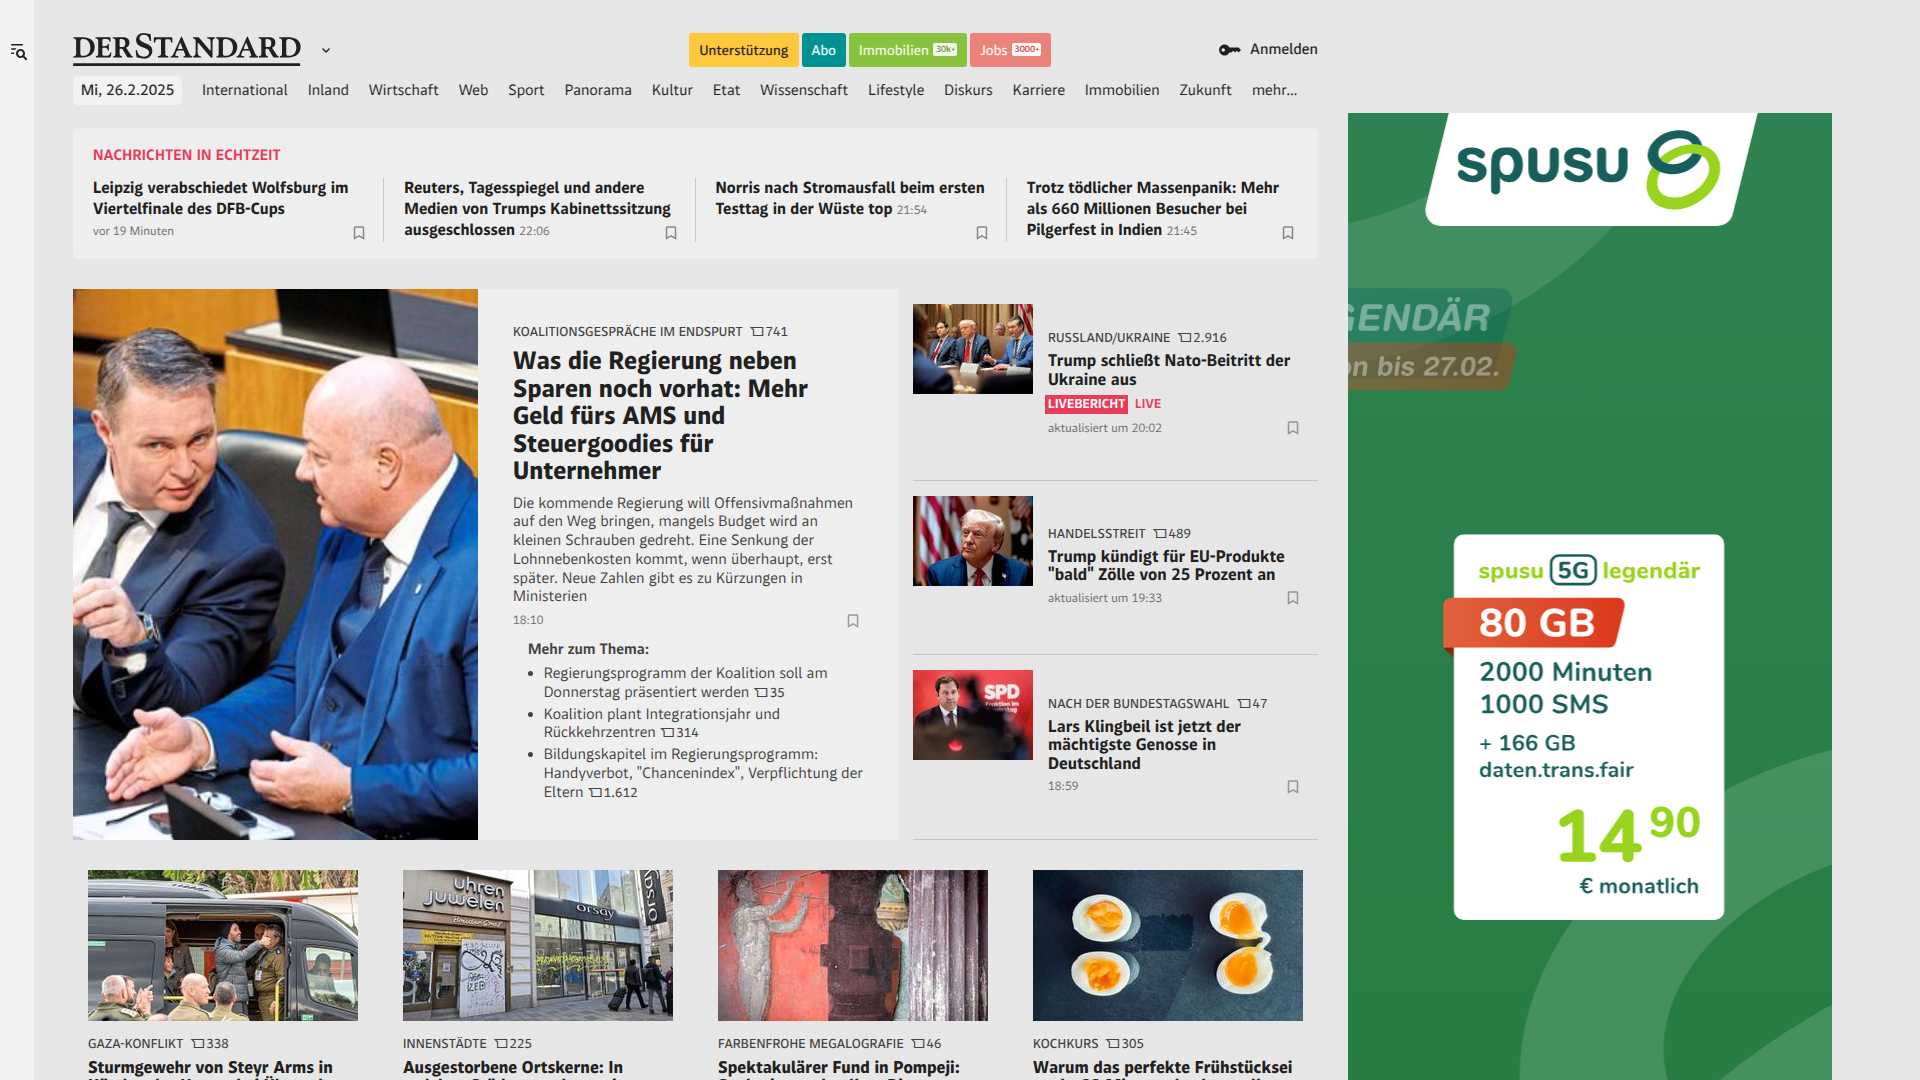 DERSTANDARD
Unterstützung
Abo
Immobilien 30k+
Jobs 3000+
Anmelden
Mi, 26.2.2025
International
Inland
Wirtschaft
Web
Sport
Panorama
Kultur
Etat
Wissenschaft
Lifestyle
Diskurs
Karriere
Immobilien
Zukunft
mehr...
NACHRICHTEN IN ECHTZEIT
Leipzig verabschiedet Wolfsburg im
Viertelfinale des DFB-Cups
vor 19 Minuten
Reuters, Tagesspiegel und andere
Medien von Trumps Kabinettssitzung
ausgeschlossen 22:06
Norris nach Stromausfall beim ersten
Testtag in der Wüste top 21:54
Trotz tödlicher Massenpanik: Mehr
als 660 Millionen Besucher bei
Pilgerfest in Indien 21:45
KOALITIONSGESPRÄCHE IM ENDSPURT 741
Was die Regierung neben
Sparen noch vorhat: Mehr
Geld fürs AMS und
Steuergoodies für
Unternehmer
Die kommende Regierung will Offensivmaßnahmen
auf den Weg bringen, mangels Budget wird an
kleinen Schrauben gedreht. Eine Senkung der
Lohnnebenkosten kommt, wenn überhaupt, erst
später. Neue Zahlen gibt es zu Kürzungen in
Ministerien
18:10
Mehr zum Thema:
• Regierungsprogramm der Koalition soll am
Donnerstag präsentiert werden 35
• Koalition plant Integrationsjahr und
Rückkehrzentren 314
• Bildungskapitel im Regierungsprogramm:
Handyverbot, "Chancenindex", Verpflichtung der
Eltern 1.612
RUSSLAND/UKRAINE 2.916
Trump schließt Nato-Beitritt der
Ukraine aus
LIVEBERICHT LIVE
aktualisiert um 20:02
HANDELSSTREIT 489
Trump kündigt für EU-Produkte
"bald" Zölle von 25 Prozent an
aktualisiert um 19:33
SPD
Fraktion im
NACH DER BUNDESTAGSWAHL 47
Lars Klingbeil ist jetzt der
mächtigste Genosse in
Deutschland
18:59
uhren
juwelen
orsay
GAZA-KONFLIKT 338
Sturmgewehr von Steyr Arms in
INNENSTÄDTE 225
Ausgestorbene Ortskerne: In
FARBENFROHE MEGALOGRAFIE 46
Spektakulärer Fund in Pompeji:
KOCHKURS 305
Warum das perfekte Frühstücksei
spusu
GENDÄR
on bis 27.02.
spusu 5G legendär
80 GB
2000 Minuten
1000 SMS
+ 166 GB
daten.trans.fair
14 90
€ monatlich